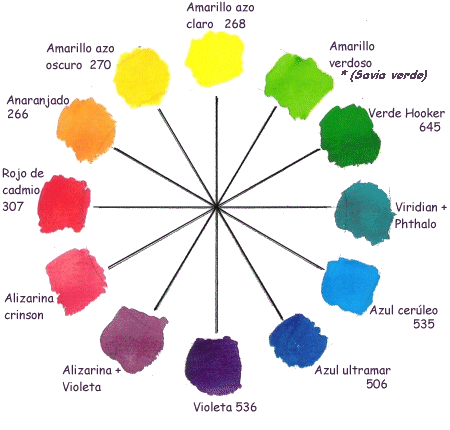 Amarillo azo
claro 268
Amarillo
verdoso
* (Savia verde)
Verde Hooker
645
Viridian +
Phthalo
Azul cerúleo
535
Azul ultramar
506
Violeta 536
Alizarina +
Violeta
Alizarina
crinson
Rojo de
cadmio
307
Anaranjado
266
Amarillo azo
oscuro 270